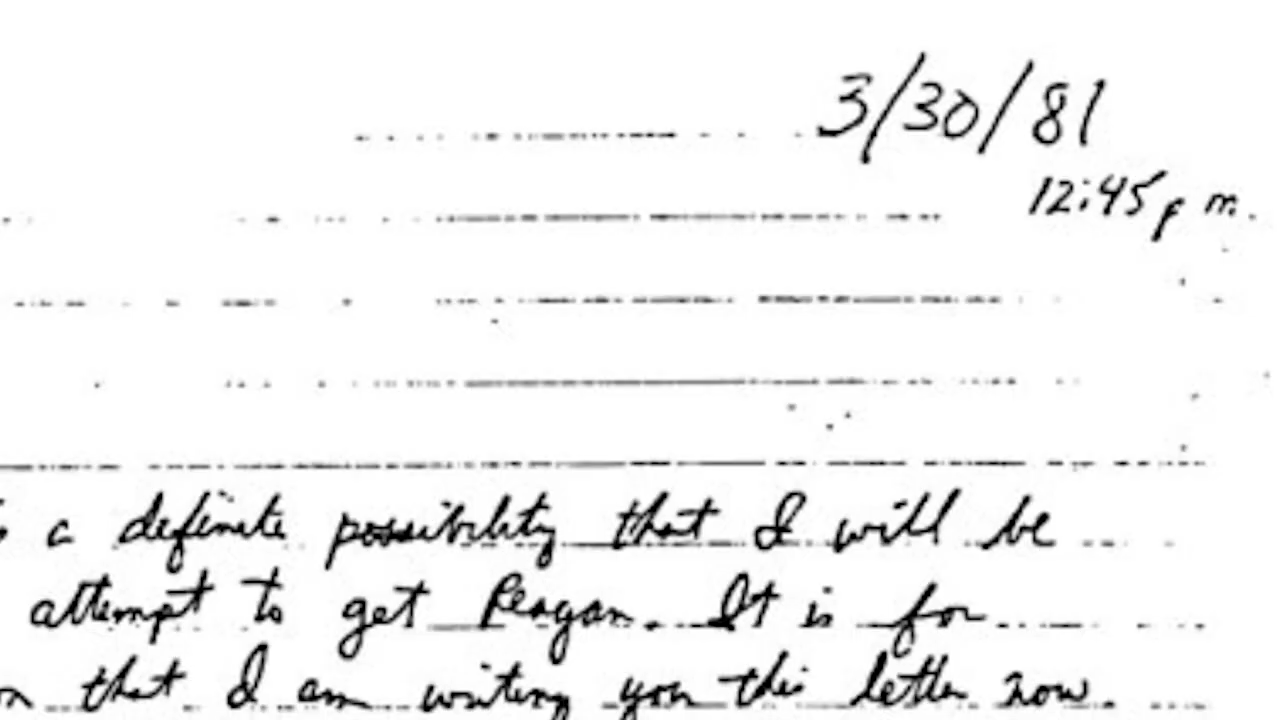 3/30/81
12:45 p.m.
a definite possibility that I will be
attempt to get Reagan. It is for
that I am writing you this letter now.